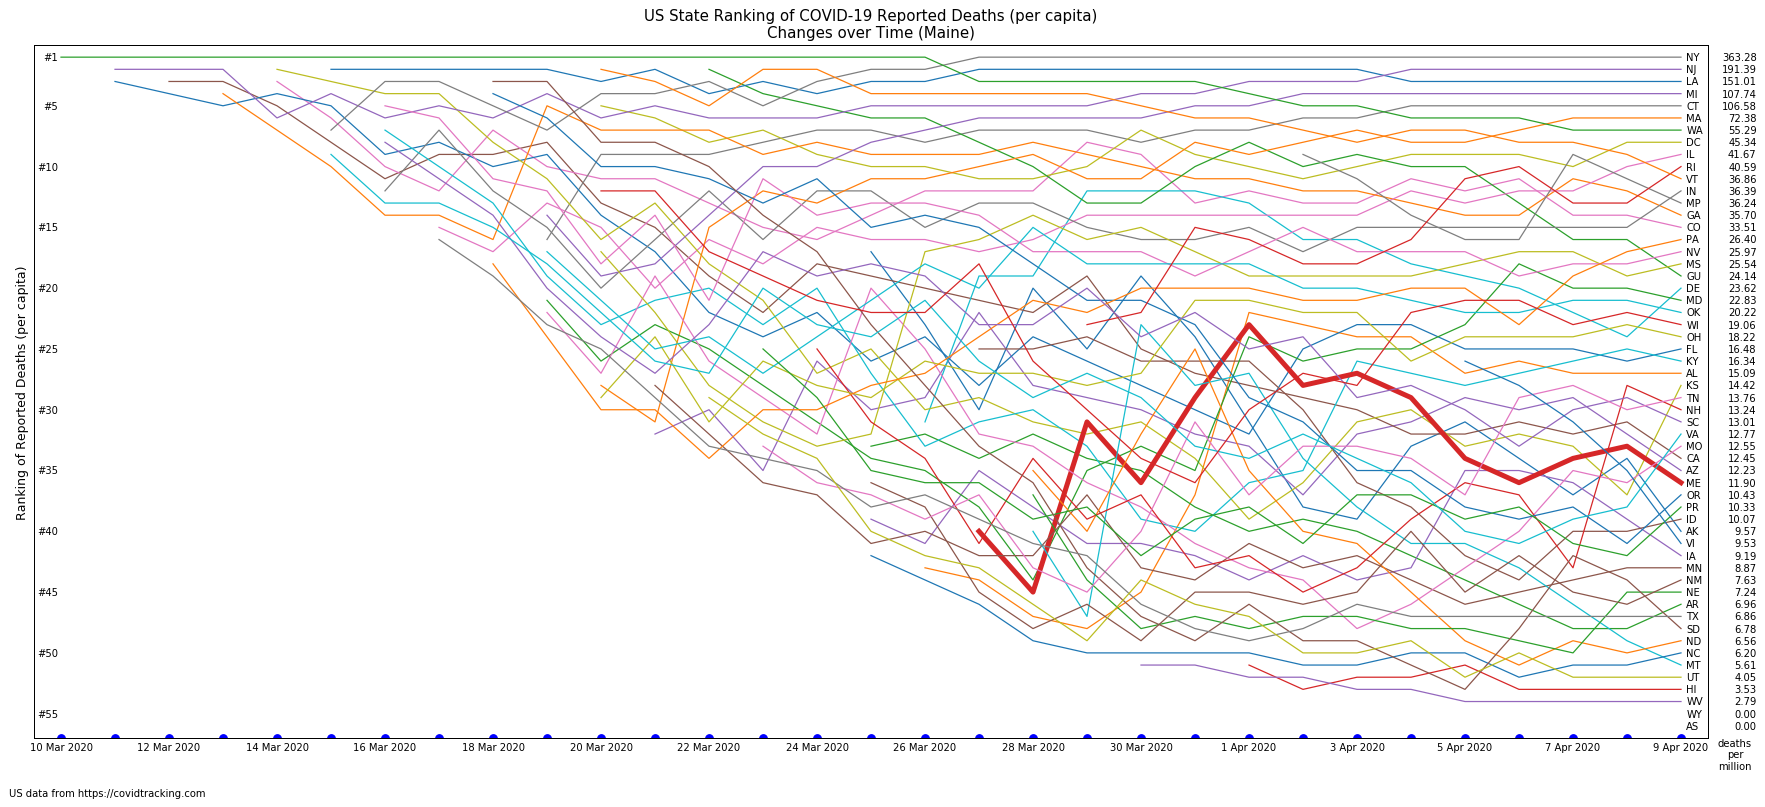 US State Ranking of COVID-19 Reported Deaths (per capita)
Changes over Time (Maine)
Ranking of Reported Deaths (per capita)
#1
#5
#10
#15
#20
#25
#30
#35
#40
#45
#50
#55
NY 363.28
NJ 191.39
LA 151.01
MI 107.74
CT 106.58
MA 72.38
WA 55.29
DC 45.34
IL 41.67
RI 40.59
VT 36.86
IN 36.39
MP 36.24
GA 35.70
CO 33.51
PA 26.40
NV 25.97
MS 25.54
GU 24.14
DE 23.62
MD 22.83
OK 20.22
WI 19.06
OH 18.22
FL 16.48
KY 16.34
AL 15.09
KS 14.42
TN 13.76
NH 13.24
SC 13.01
VA 12.77
MO 12.55
CA 12.45
AZ 12.23
ME 11.90
OR 10.43
PR 10.33
ID 10.07
AK 9.57
VI 9.53
IA 9.19
MN 8.87
NM 7.63
NE 7.24
AR 6.96
TX 6.86
SD 6.78
ND 6.56
NC 6.20
MT 5.61
UT 4.05
HI 3.53
WV 2.79
WY 0.00
AS 0.00
10 Mar 2020 12 Mar 2020 14 Mar 2020 16 Mar 2020 18 Mar 2020 20 Mar 2020 22 Mar 2020 24 Mar 2020 26 Mar 2020 28 Mar 2020 30 Mar 2020 1 Apr 2020 3 Apr 2020 5 Apr 2020 7 Apr 2020 9 Apr 2020
deaths
per
million
US data from https://covidtracking.com